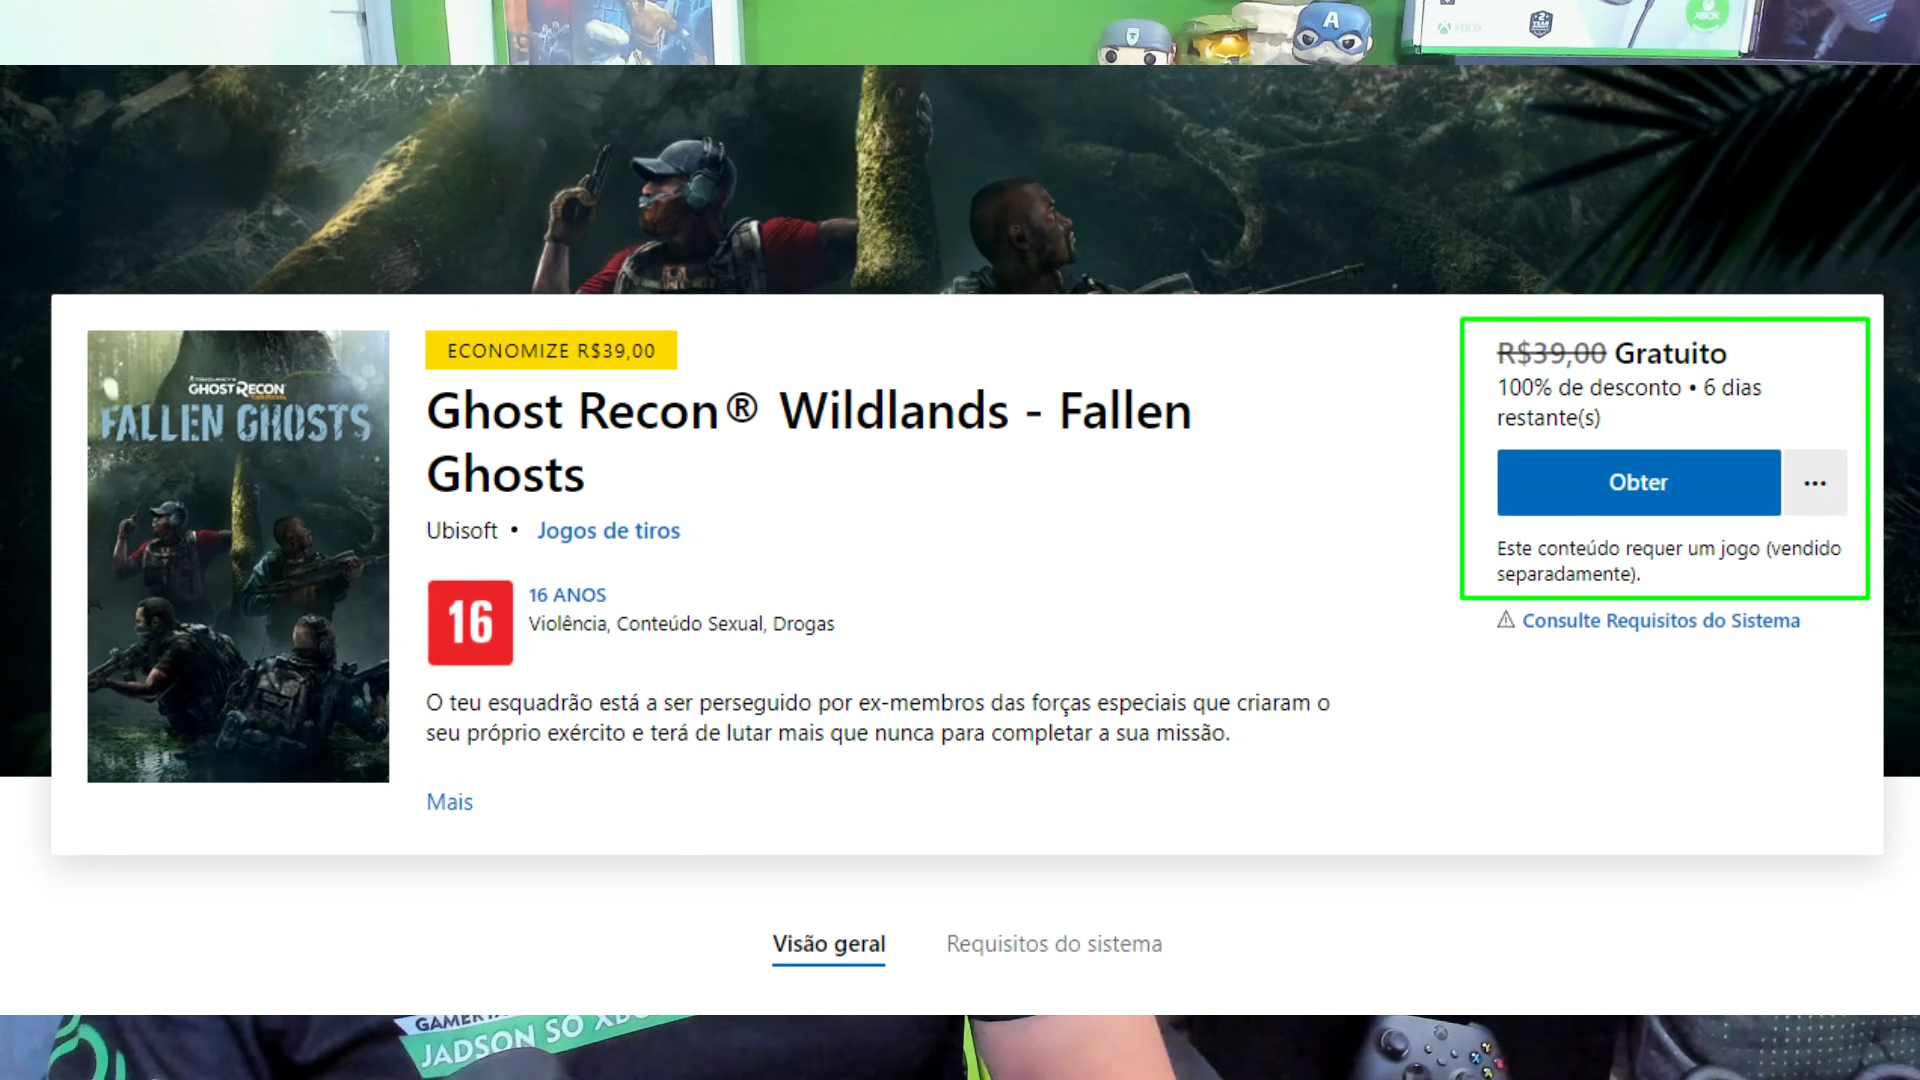 XBOX
2
YEAR
XBOX
A
ECONOMIZE R$39,00
Ghost Recon® Wildlands - Fallen
Ghosts
Ubisoft • Jogos de tiros
GHOST RECON
FALLEN GHOSTS
16
16 ANOS
Violência, Conteúdo Sexual, Drogas
O teu esquadrão está a ser perseguido por ex-membros das forças especiais que criaram o
seu próprio exército e terá de lutar mais que nunca para completar a sua missão.
Mais
R$39,00 Gratuito
100% de desconto • 6 dias
restante(s)
Obter
...
Este conteúdo requer um jogo (vendido
separadamente).
Consulte Requisitos do Sistema
Visão geral
Requisitos do sistema
JADSON SO